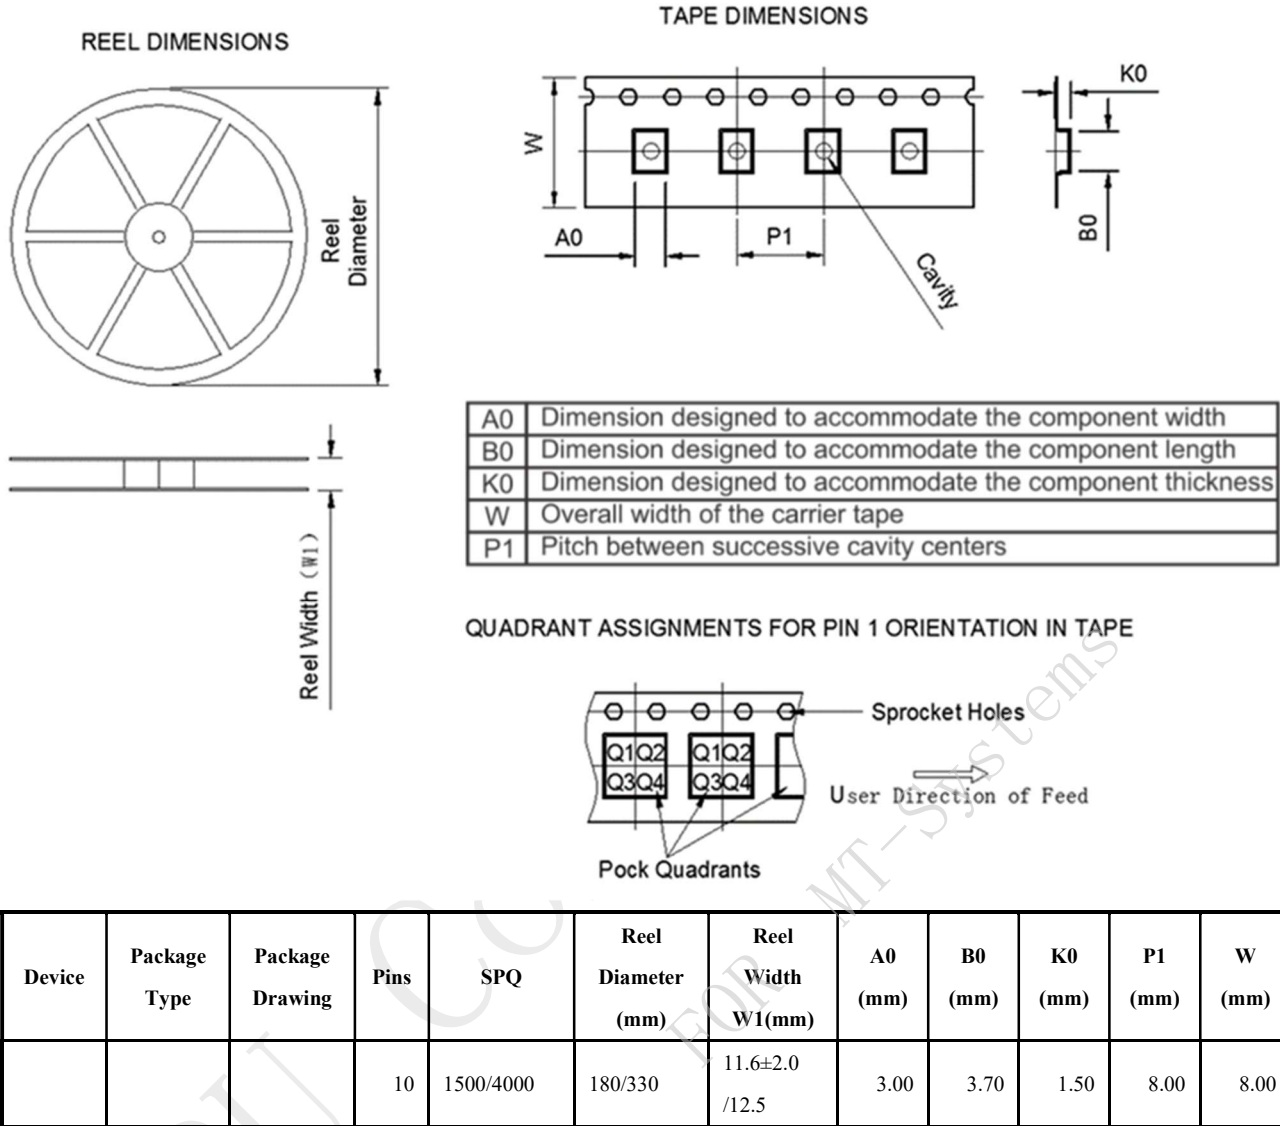 REEL DIMENSIONS
Reel
Diameter
Reel Width (W1)
TAPE DIMENSIONS
W
A0
P1
Cavity
K0
B0
A0 Dimension designed to accommodate the component width
B0 Dimension designed to accommodate the component length
K0 Dimension designed to accommodate the component thickness
W Overall width of the carrier tape
P1 Pitch between successive cavity centers
QUADRANT ASSIGNMENTS FOR PIN 1 ORIENTATION IN TAPE
Sprocket Holes
Q1 Q2 Q1 Q2
Q3 Q4 Q3 Q4
User Direction of Feed
Pock Quadrants
FOR MT-Systems
Device Package Type Package Drawing Pins SPQ Reel Diameter (mm) Reel Width W1(mm) A0 (mm) B0 (mm) K0 (mm) P1 (mm) W (mm)
10 1500/4000 180/330 11.6±2.0 /12.5 3.00 3.70 1.50 8.00 8.00